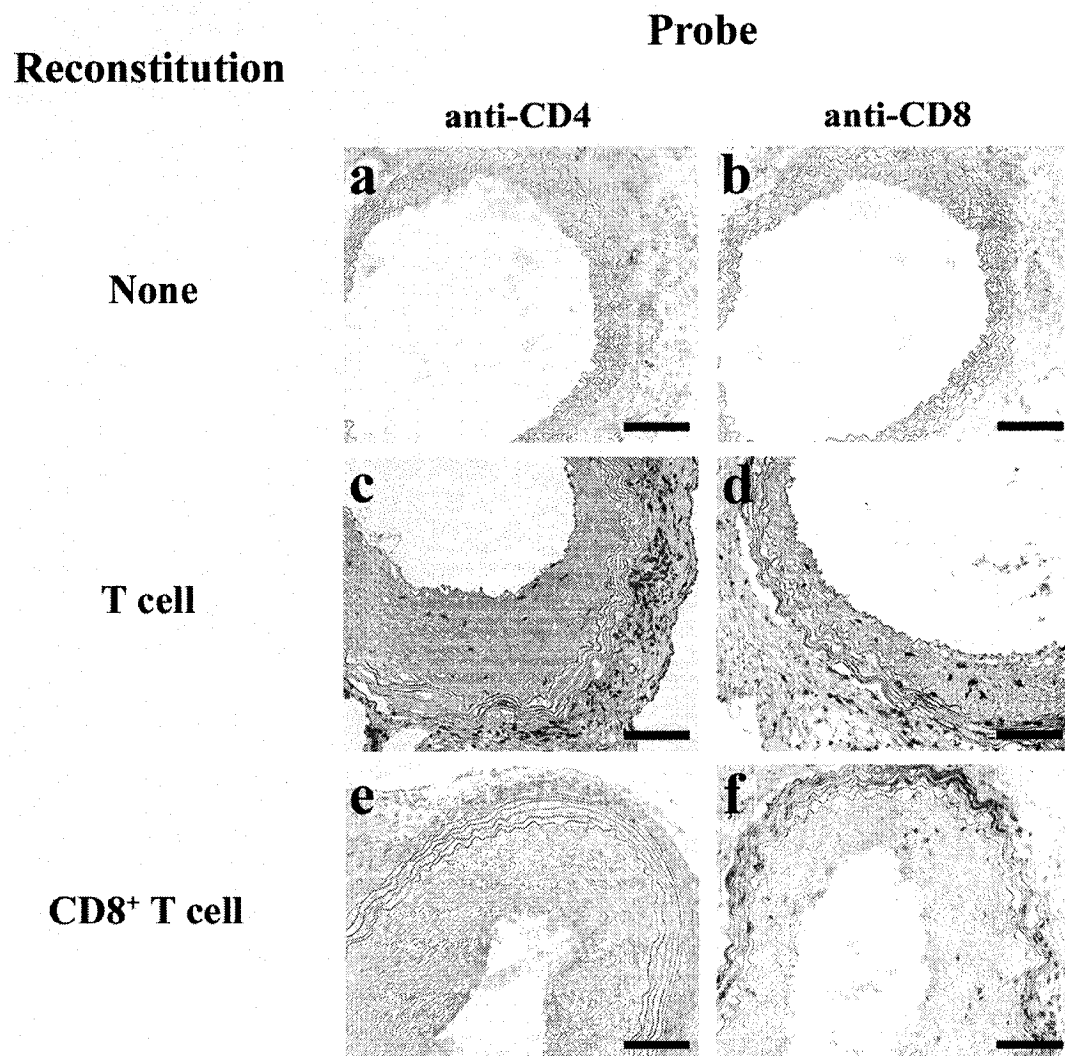 Probe
Reconstitution
anti-CD4 anti-CD8
a b
None
c d
T cell
e f
CD8⁺ T cell